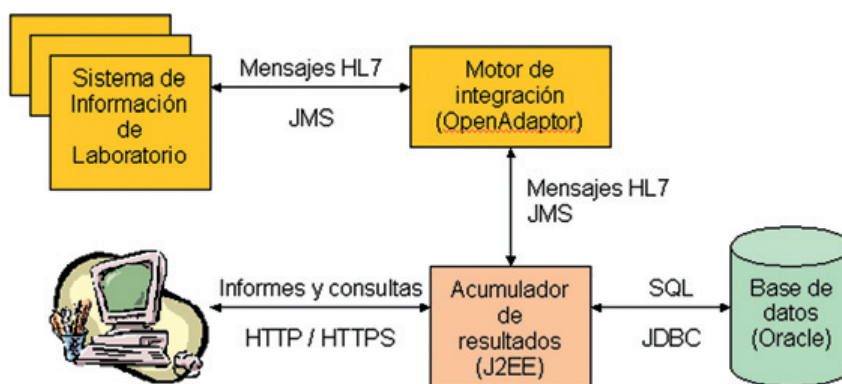 Sistema de
Información
de
Laboratorio
Mensajes HL7
JMS
Motor de
integración
(OpenAdaptor)
Mensajes HL7
JMS
Informes y consultas
HTTP / HTTPS
Acumulador
de
resultados
(J2EE)
SQL
JDBC
Base de
datos
(Oracle)